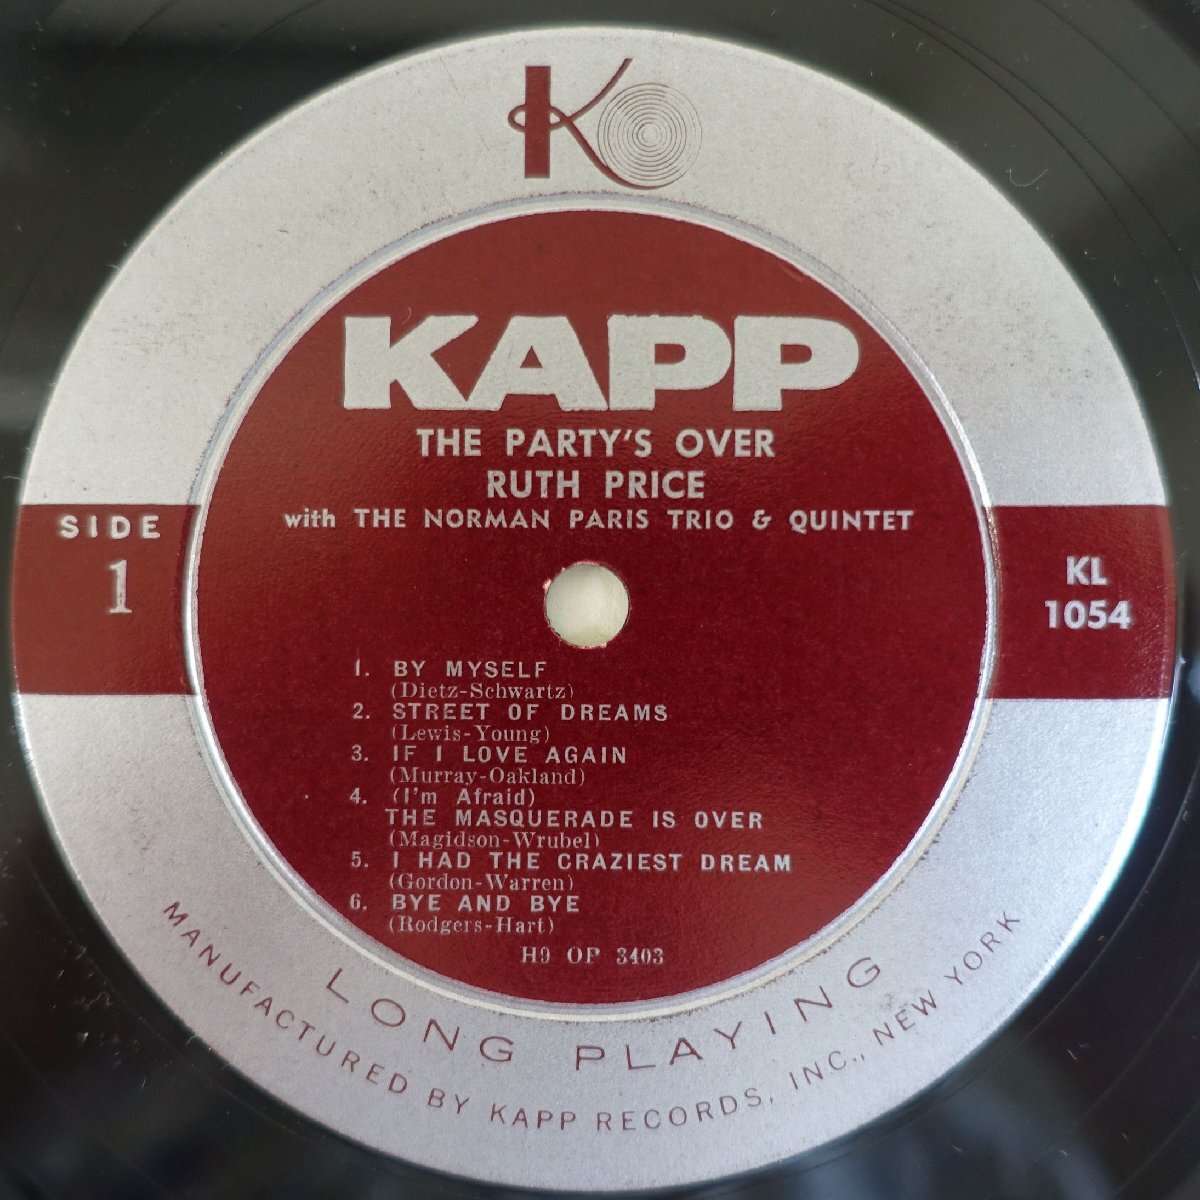 K
KAPP
THE PARTY'S OVER
RUTH PRICE
with THE NORMAN PARIS TRIO & QUINTET
SIDE
1
KL
1054
1. BY MYSELF
(Dietz-Schwartz)
2. STREET OF DREAMS
(Lewis-Young)
3. IF I LOVE AGAIN
(Murray-Oakland)
4. (I'm Afraid)
THE MASQUERADE IS OVER
(Magidson-Wrubel)
5. I HAD THE CRAZIEST DREAM
(Gordon-Warren)
6. BYE AND BYE
(Rodgers-Hart)
H9 OP 3403
LONG PLAYING
MANUFACTURED BY KAPP RECORDS, INC., NEW YORK